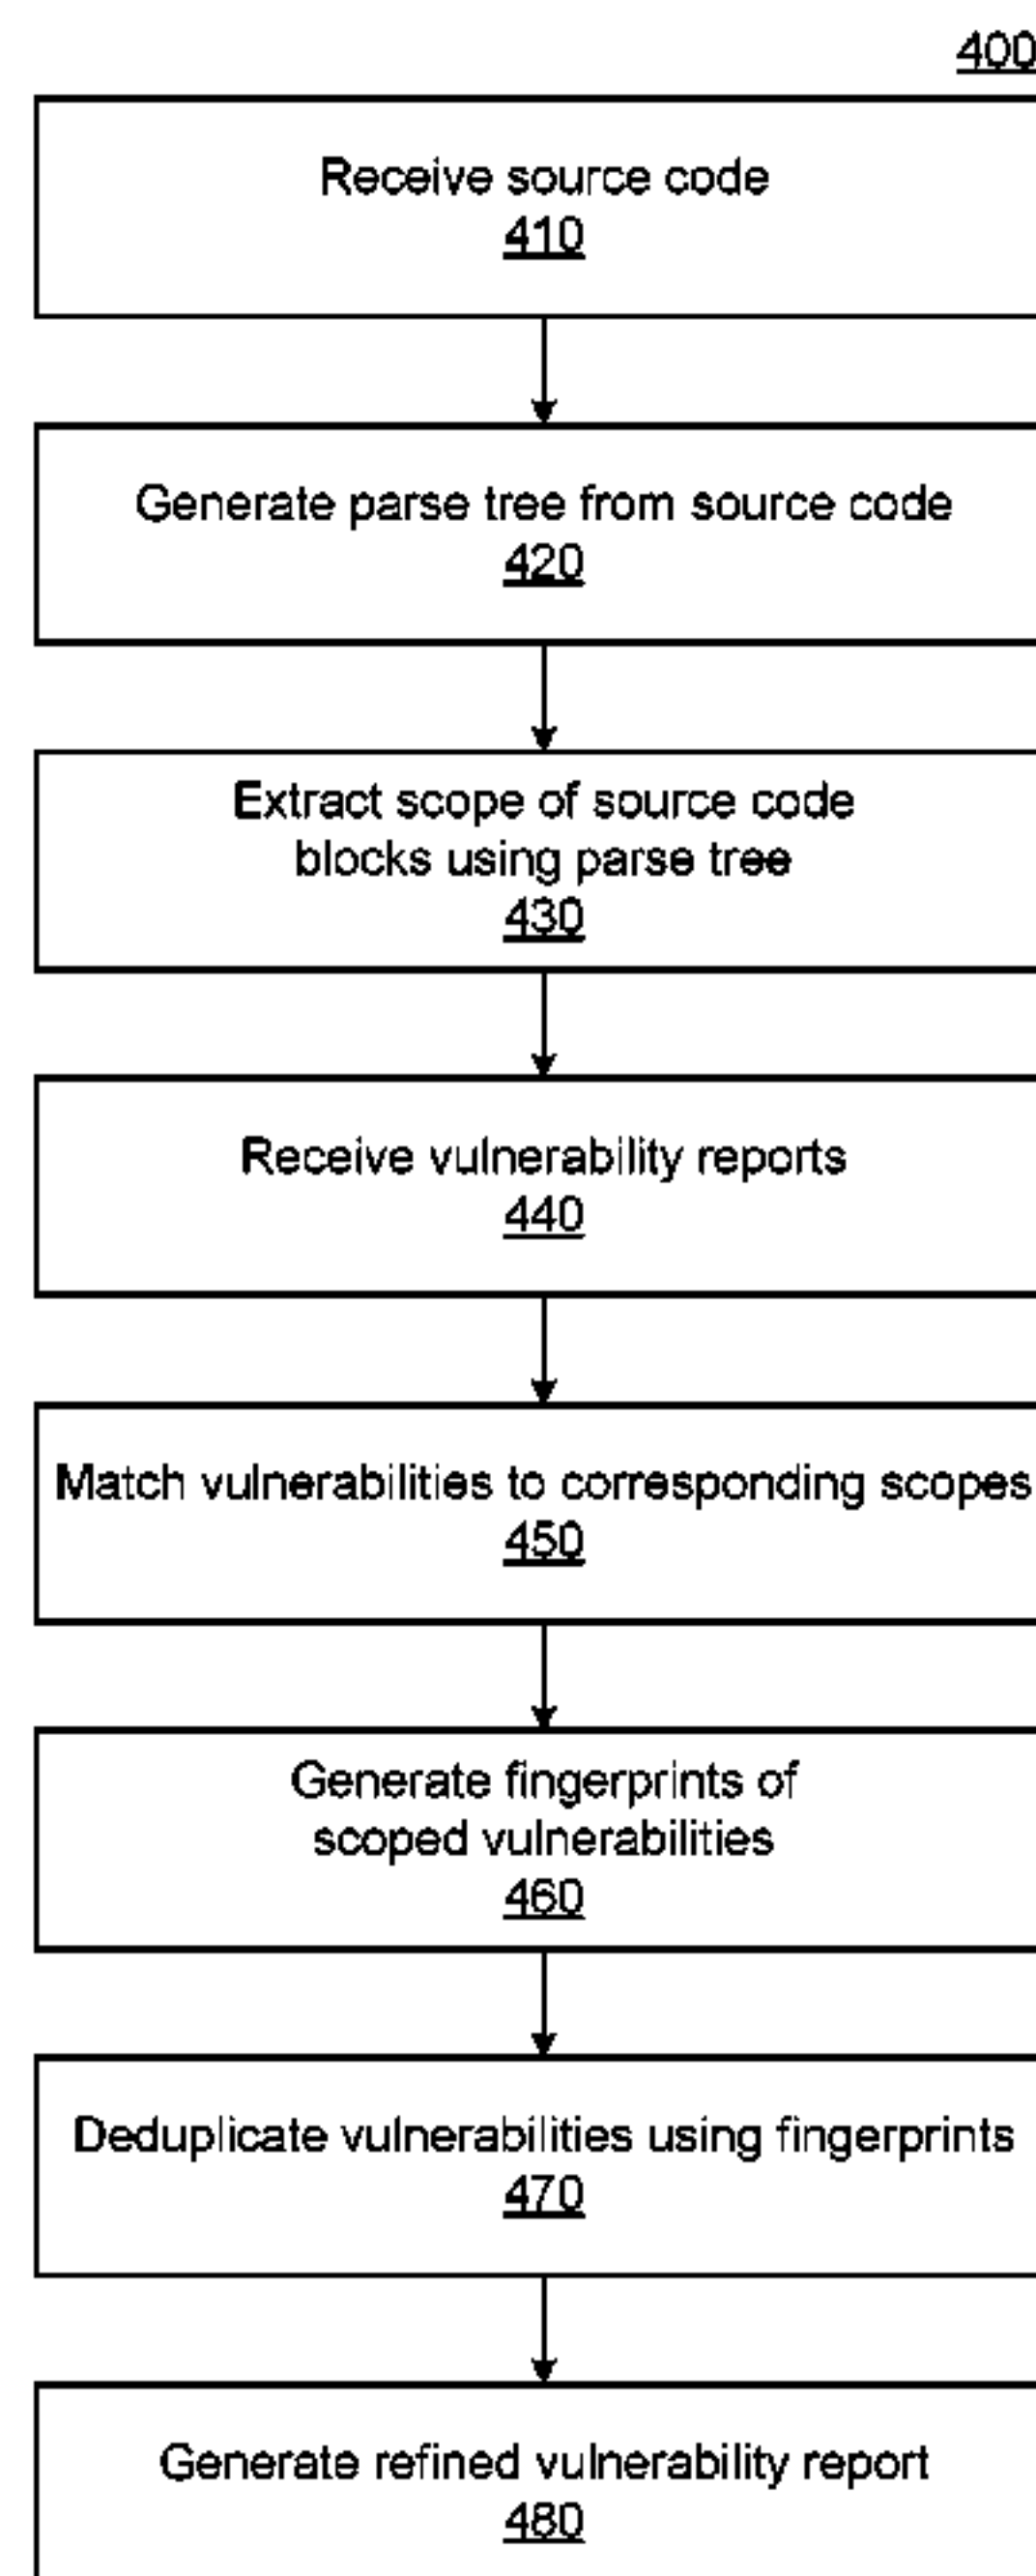 400
Receive source code
410
Generate parse tree from source code
420
Extract scope of source code
blocks using parse tree
430
Receive vulnerability reports
440
Match vulnerabilities to corresponding scopes
450
Generate fingerprints of
scoped vulnerabilities
460
Deduplicate vulnerabilities using fingerprints
470
Generate refined vulnerability report
480